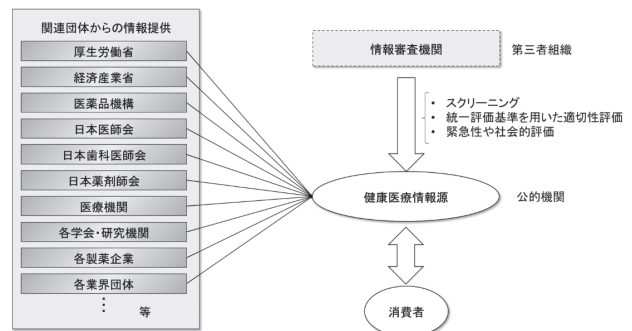 関連団体からの情報提供
厚生労働省
経済産業省
医薬品機構
日本医師会
日本歯科医師会
日本薬剤師会
医療機関
各学会・研究機関
各製薬企業
各業界団体
⋮ 等
情報審査機関 第三者組織
• スクリーニング
• 統一評価基準を用いた適切性評価
• 緊急性や社会的評価
健康医療情報源 公的機関
消費者